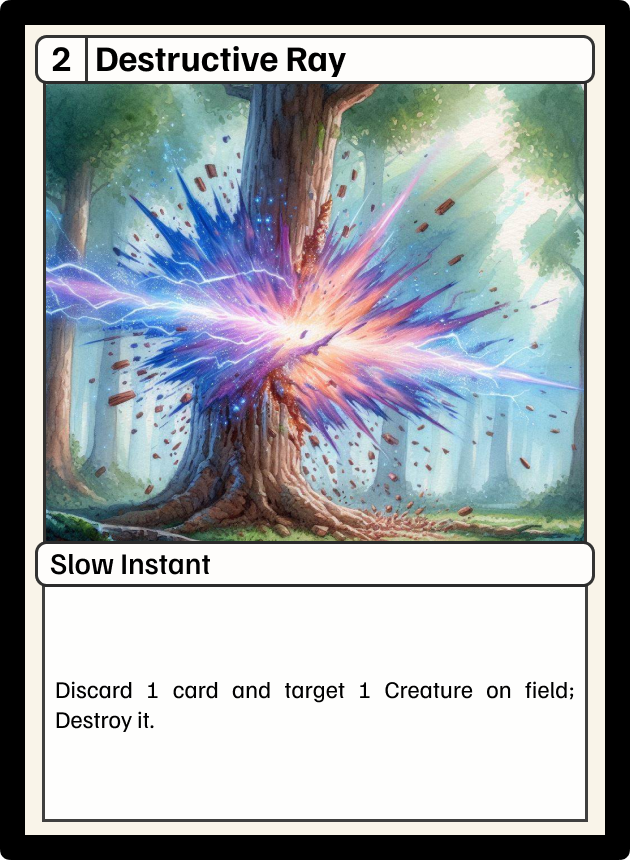 2 Destructive Ray
Slow Instant
Discard 1 card and target 1 Creature on field;
Destroy it.